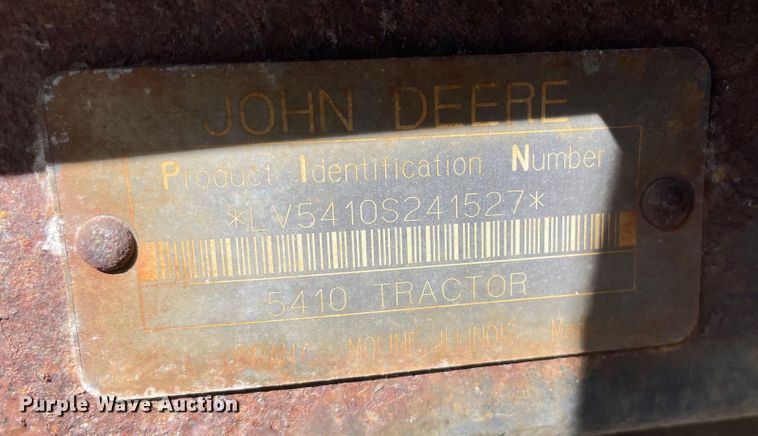 JOHN DEERE
Product Identification Number
*LV5410S241527*
5410 TRACTOR
MOLINE ILLINOIS
Purple Wave Auction